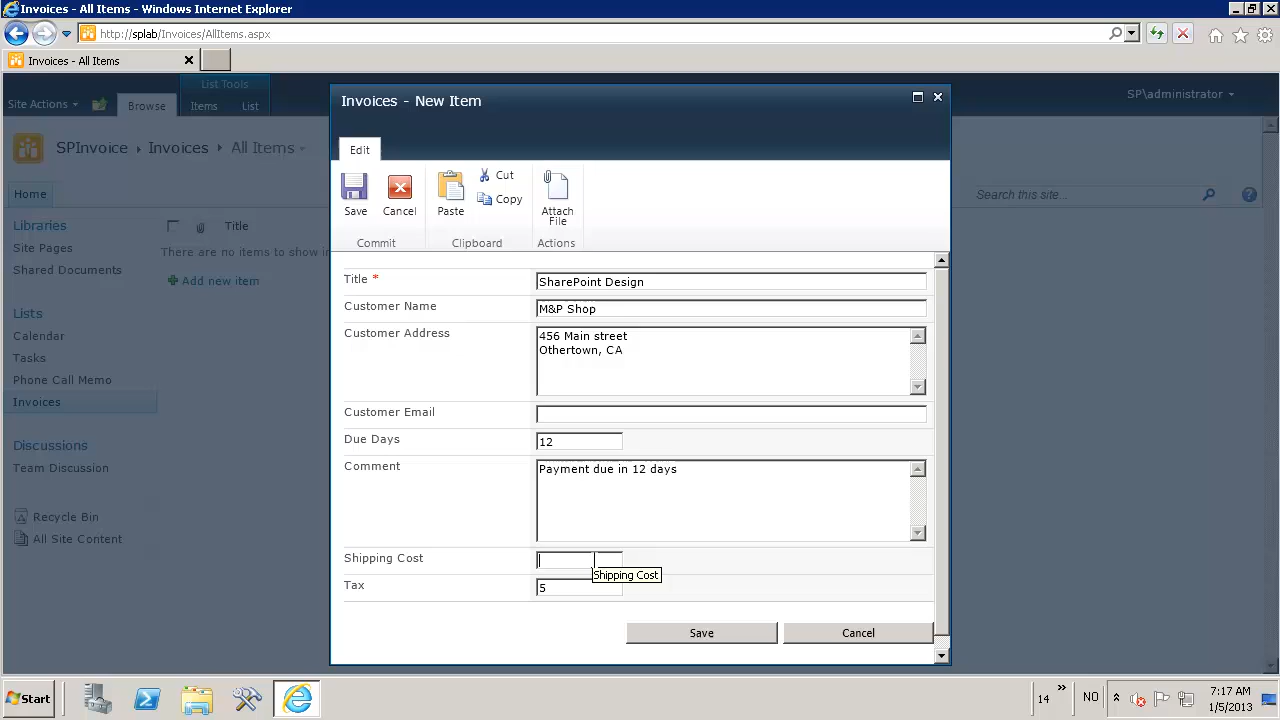 Invoices - All Items - Windows Internet Explorer
http://splab/Invoices/AllItems.aspx
Invoices - All Items
List Tools
Site Actions
Browse
Items
List
SP\administrator
SPInvoice
Invoices
All Items
Home
Search this site...
Libraries
Site Pages
Shared Documents
Lists
Calendar
Tasks
Phone Call Memo
Invoices
Discussions
Team Discussion
Recycle Bin
All Site Content
Title
There are no items to show in
Add new item
Invoices - New Item
Edit
Save
Cancel
Paste
Cut
Copy
Attach
File
Commit
Clipboard
Actions
Title *
SharePoint Design
Customer Name
M&P Shop
Customer Address
456 Main street
Othertown, CA
Customer Email
Due Days
12
Comment
Payment due in 12 days
Shipping Cost
Shipping Cost
Tax
5
Save
Cancel
Start
14
NO
7:17 AM
1/5/2013